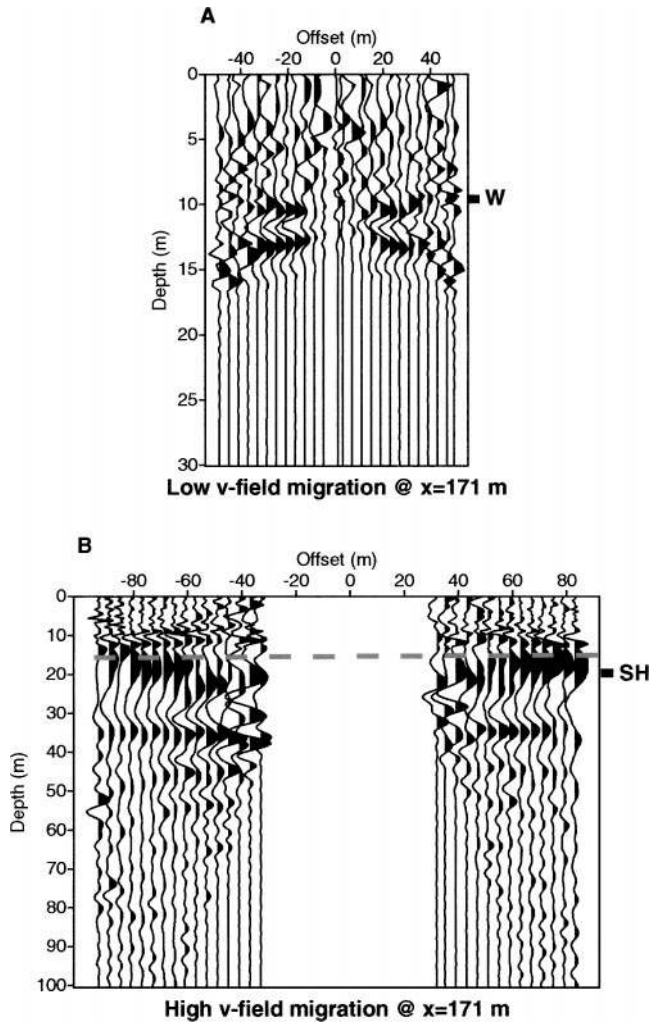 A
Offset (m)
-40 -20 0 20 40
0
5
10
15
20
25
30
Depth (m)
W
Low v-field migration @ x=171 m
B
Offset (m)
-80 -60 -40 -20 0 20 40 60 80
0
10
20
30
40
50
60
70
80
90
100
Depth (m)
SH
High v-field migration @ x=171 m